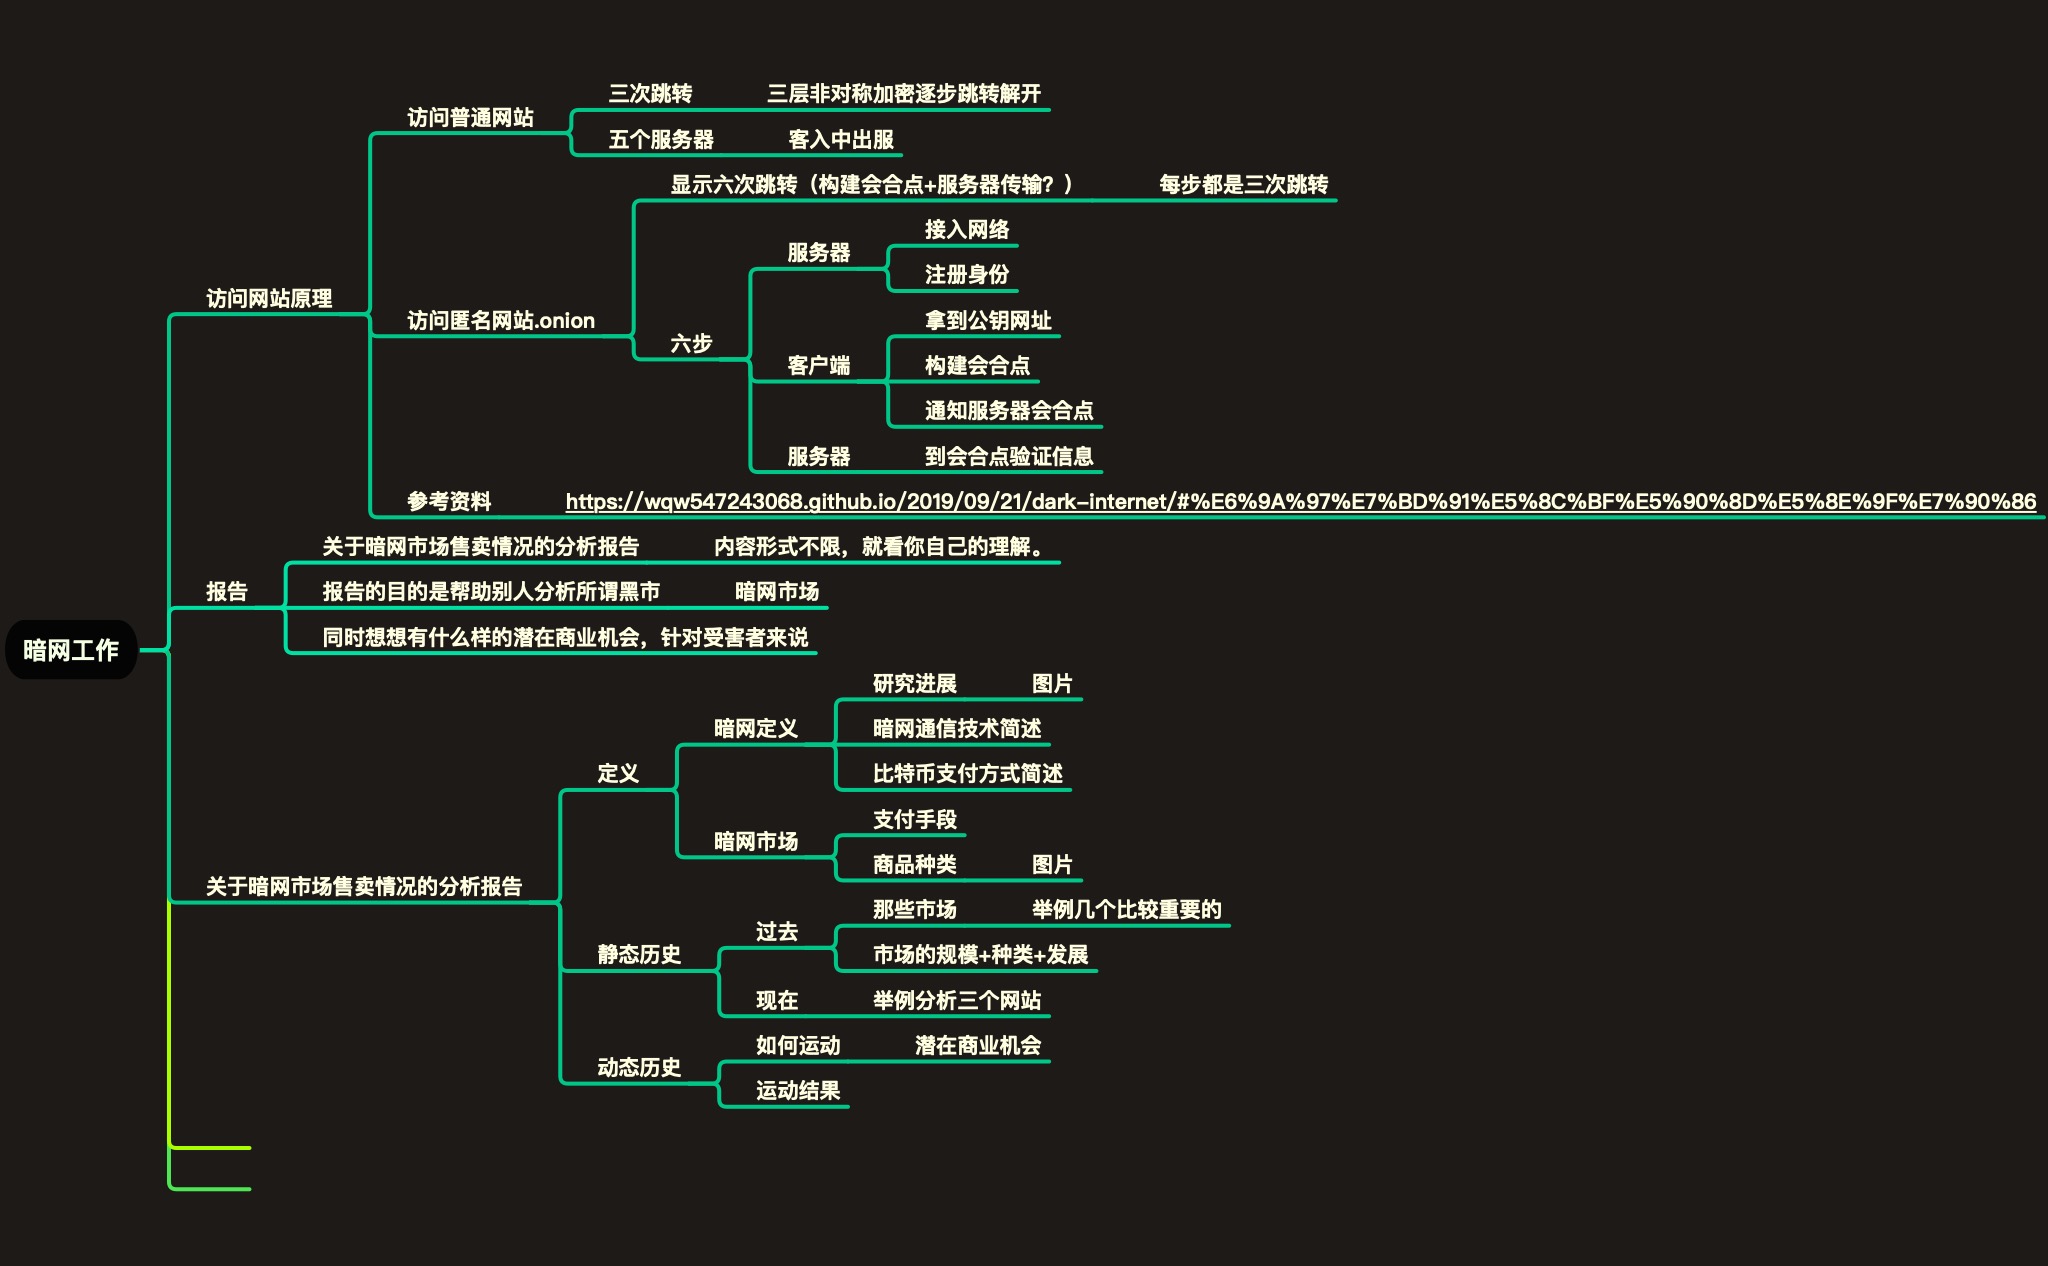 三次跳转 三层非对称加密逐步跳转解开
访问普通网站
五个服务器 客入中出服
显示六次跳转（构建会合点+服务器传输？） 每步都是三次跳转
接入网络
服务器
注册身份
访问网站原理
访问匿名网站.onion
拿到公钥网址
六步
客户端 构建会合点
通知服务器会合点
服务器 到会合点验证信息
参考资料 https://wqw547243068.github.io/2019/09/21/dark-internet/#%E6%9A%97%E7%BD%91%E5%8C%BF%E5%90%8D%E5%8E%9F%E7%90%86
关于暗网市场售卖情况的分析报告 内容形式不限，就看你自己的理解。
报告 报告的目的是帮助别人分析所谓黑市 暗网市场
同时想想有什么样的潜在商业机会，针对受害者来说
暗网工作
研究进展 图片
暗网定义 暗网通信技术简述
定义 比特币支付方式简述
支付手段
暗网市场
商品种类 图片
关于暗网市场售卖情况的分析报告
那些市场 举例几个比较重要的
过去
静态历史 市场的规模+种类+发展
现在 举例分析三个网站
如何运动 潜在商业机会
动态历史
运动结果